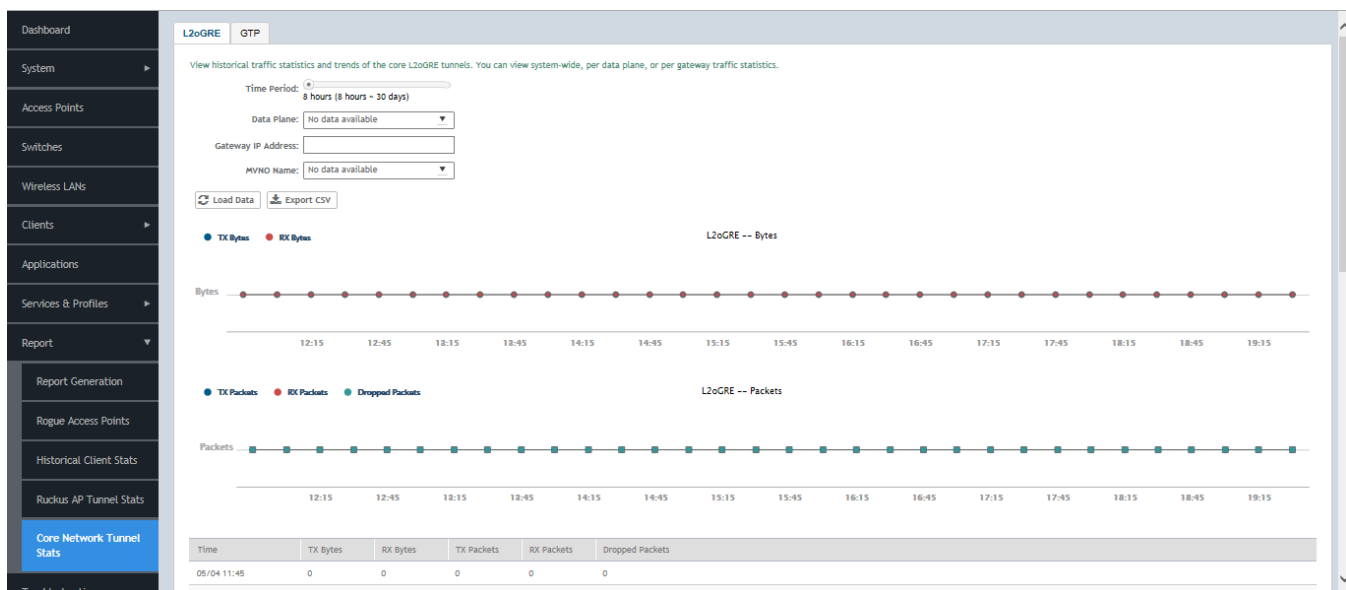 Dashboard
System
Access Points
Switches
Wireless LANs
Clients
Applications
Services & Profiles
Report
Report Generation
Rogue Access Points
Historical Client Stats
Ruckus AP Tunnel Stats
Core Network Tunnel
Stats
L2oGRE GTP
View historical traffic statistics and trends of the core L2oGRE tunnels. You can view system-wide, per data plane, or per gateway traffic statistics.
Time Period:
8 hours (8 hours ~ 30 days)
Data Plane: No data available
Gateway IP Address:
MVNO Name: No data available
Load Data Export CSV
TX Bytes RX Bytes L2oGRE -- Bytes
Bytes
12:15 12:45 13:15 13:45 14:15 14:45 15:15 15:45 16:15 16:45 17:15 17:45 18:15 18:45 19:15
TX Packets RX Packets Dropped Packets L2oGRE -- Packets
Packets
12:15 12:45 13:15 13:45 14:15 14:45 15:15 15:45 16:15 16:45 17:15 17:45 18:15 18:45 19:15
Time TX Bytes RX Bytes TX Packets RX Packets Dropped Packets
05/04 11:45 0 0 0 0 0